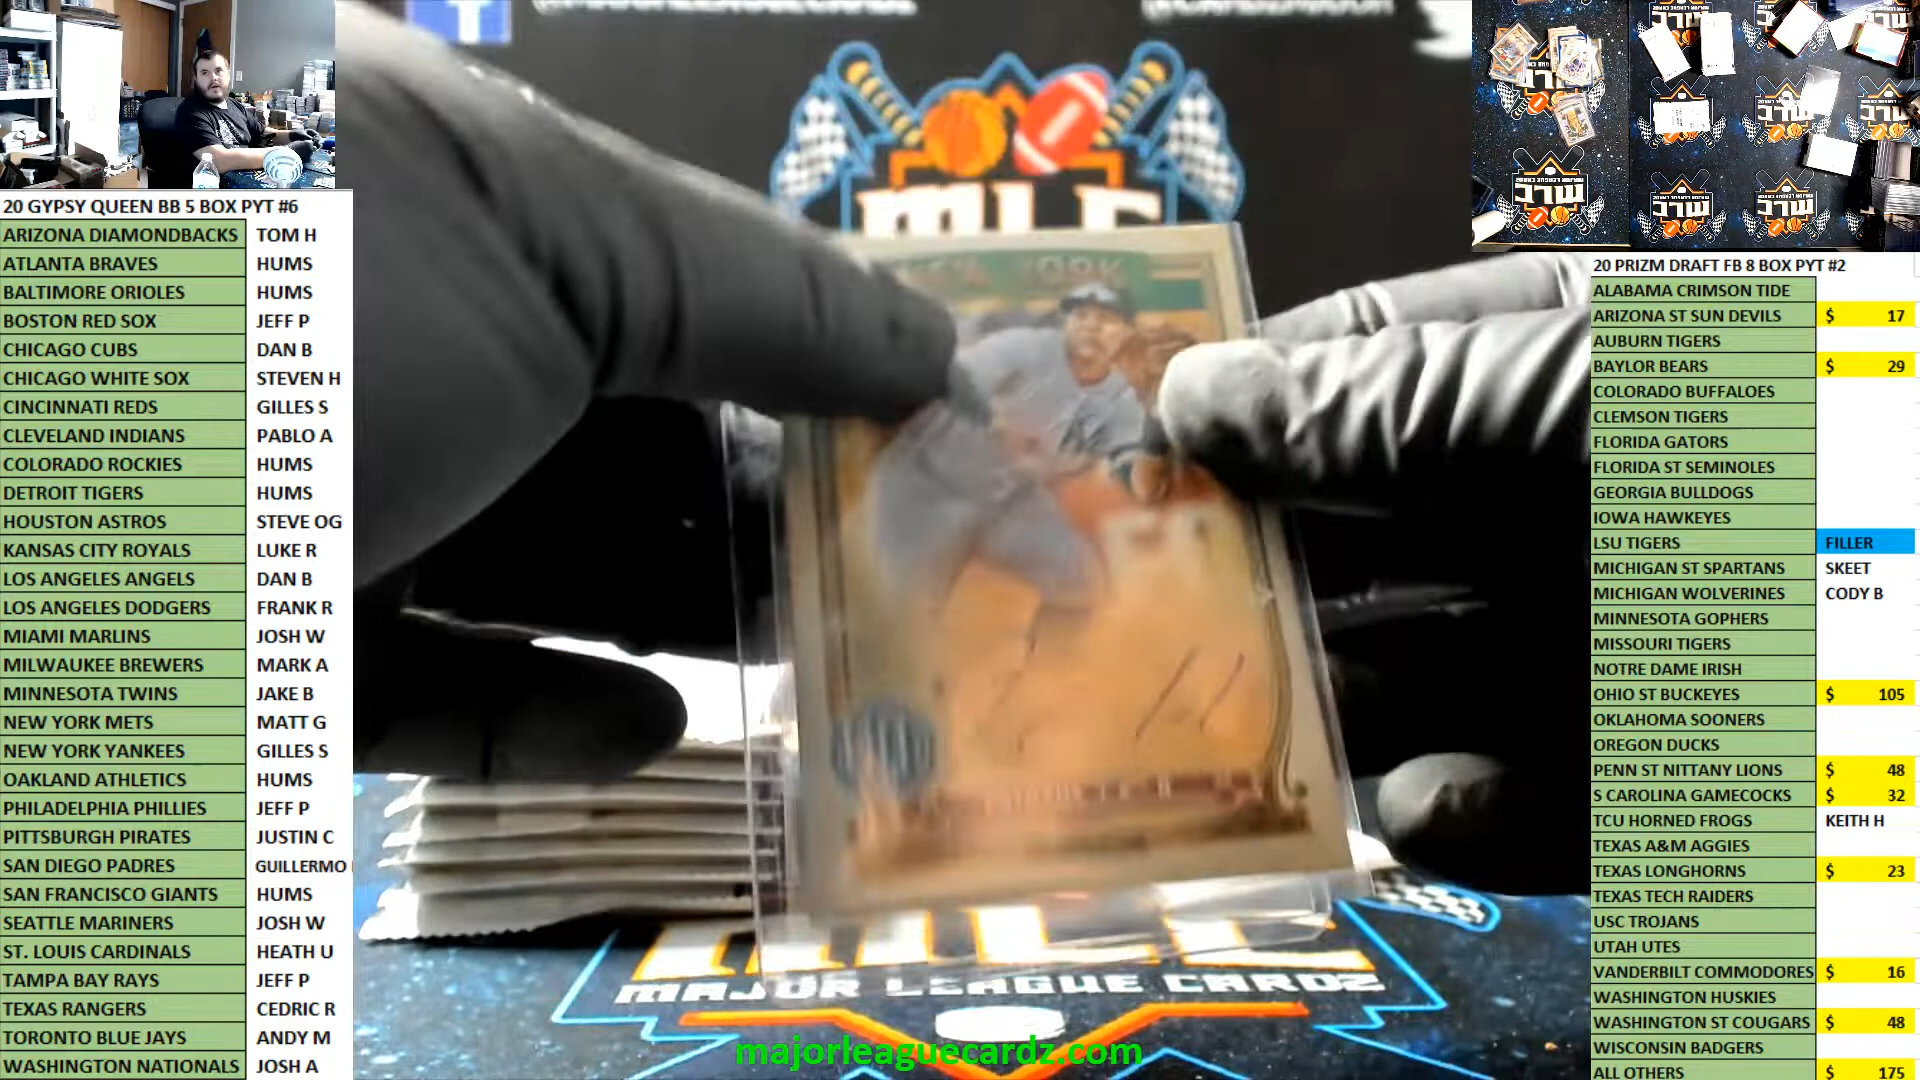 20 GYPSY QUEEN BB 5 BOX PYT #6
ARIZONA DIAMONDBACKS TOM H
ATLANTA BRAVES HUMS
BALTIMORE ORIOLES HUMS
BOSTON RED SOX JEFF P
CHICAGO CUBS DAN B
CHICAGO WHITE SOX STEVEN H
CINCINNATI REDS GILLES S
CLEVELAND INDIANS PABLO A
COLORADO ROCKIES HUMS
DETROIT TIGERS HUMS
HOUSTON ASTROS STEVE OG
KANSAS CITY ROYALS LUKE R
LOS ANGELES ANGELS DAN B
LOS ANGELES DODGERS FRANK R
MIAMI MARLINS JOSH W
MILWAUKEE BREWERS MARK A
MINNESOTA TWINS JAKE B
NEW YORK METS MATT G
NEW YORK YANKEES GILLES S
OAKLAND ATHLETICS HUMS
PHILADELPHIA PHILLIES JEFF P
PITTSBURGH PIRATES JUSTIN C
SAN DIEGO PADRES GUILLERMO
SAN FRANCISCO GIANTS HUMS
SEATTLE MARINERS JOSH W
ST. LOUIS CARDINALS HEATH U
TAMPA BAY RAYS JEFF P
TEXAS RANGERS CEDRIC R
TORONTO BLUE JAYS ANDY M
WASHINGTON NATIONALS JOSH A
MLC
YORK
MAJOR LEAGUE CARDZ
majorleaguecardz.com
20 PRIZM DRAFT FB 8 BOX PYT #2
ALABAMA CRIMSON TIDE
ARIZONA ST SUN DEVILS $ 17
AUBURN TIGERS
BAYLOR BEARS $ 29
COLORADO BUFFALOES
CLEMSON TIGERS
FLORIDA GATORS
FLORIDA ST SEMINOLES
GEORGIA BULLDOGS
IOWA HAWKEYES
LSU TIGERS FILLER
MICHIGAN ST SPARTANS SKEET
MICHIGAN WOLVERINES CODY B
MINNESOTA GOPHERS
MISSOURI TIGERS
NOTRE DAME IRISH
OHIO ST BUCKEYES $ 105
OKLAHOMA SOONERS
OREGON DUCKS
PENN ST NITTANY LIONS $ 48
S CAROLINA GAMECOCKS $ 32
TCU HORNED FROGS KEITH H
TEXAS A&M AGGIES
TEXAS LONGHORNS $ 23
TEXAS TECH RAIDERS
USC TROJANS
UTAH UTES
VANDERBILT COMMODORES $ 16
WASHINGTON HUSKIES
WASHINGTON ST COUGARS $ 48
WISCONSIN BADGERS
ALL OTHERS $ 175